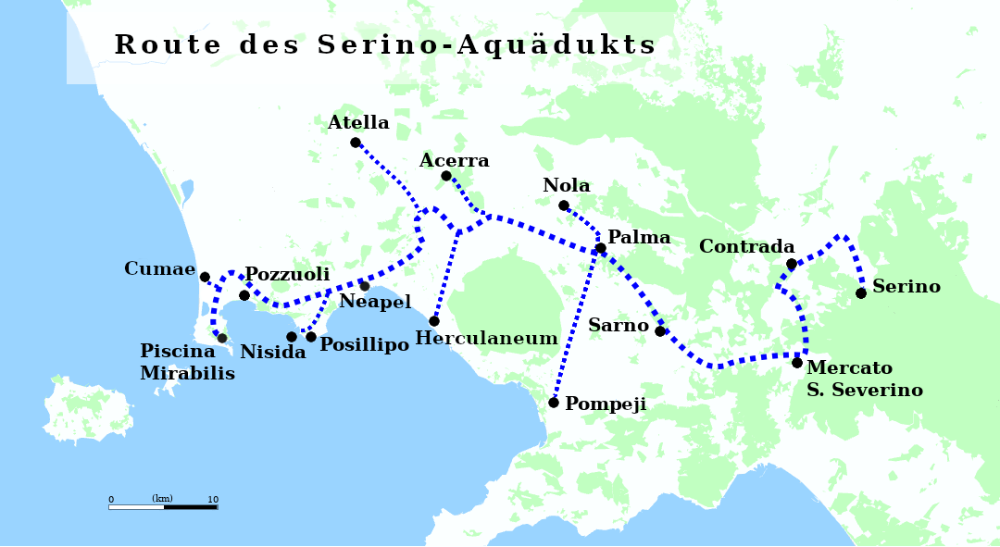 Route des Serino-Aquädukts
Atella
Acerra
Nola
Palma
Contrada
Cumae
Pozzuoli
Serino
Neapel
Sarno
Herculaneum
Piscina
Mirabilis
Nisida
Posillipo
Mercato
S. Severino
Pompeji
0 (km) 10